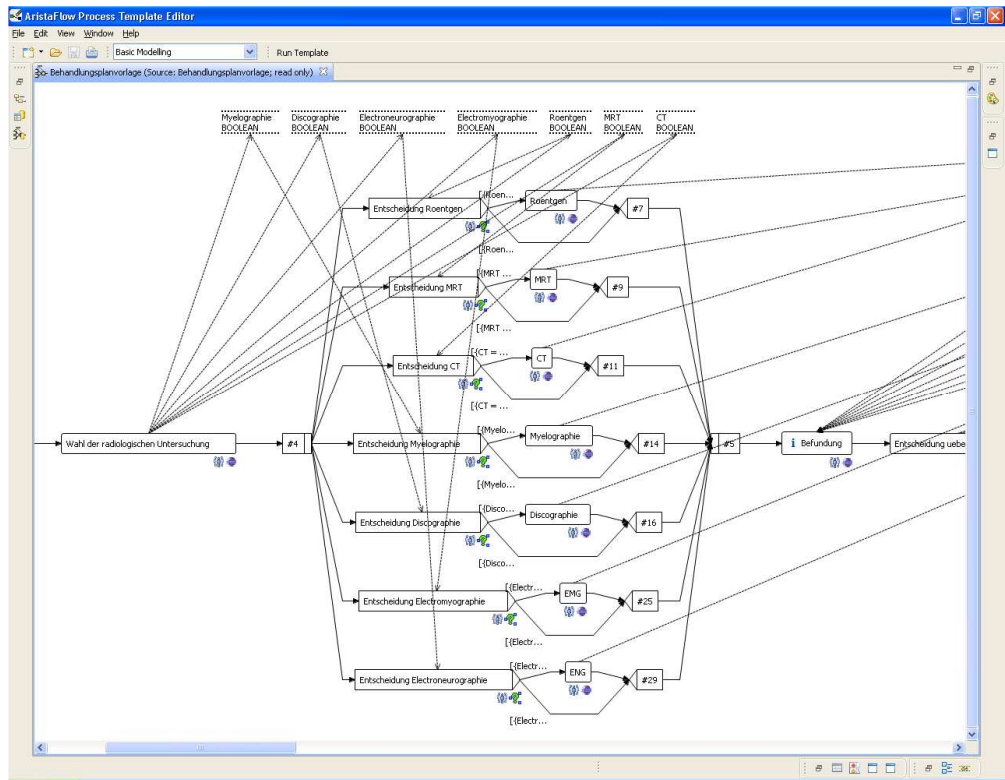 AristaFlow Process Template Editor
File Edit View Window Help
Basic Modelling Run Template
Behandlungsplanvorlage (Source: Behandlungsplanvorlage; read only)
Myelographie Discographie Electroneurographie Electromyographie Roentgen MRT CT
BOOLEAN BOOLEAN BOOLEAN BOOLEAN BOOLEAN BOOLEAN BOOLEAN
[{Roen...
Entscheidung Roentgen Roentgen #7
[{Roen...
[{MRT ...
Entscheidung MRT MRT #9
[{MRT ...
[{CT = ...
Entscheidung CT CT #11
[{CT = ...
[{Myelo...
Wahl der radiologischen Untersuchung #4 Entscheidung Myelographie Myelographie #14 #5 i Befundung Entscheidung uebe
[{Myelo...
[{Disco...
Entscheidung Discographie Discographie #16
[{Disco...
[{Electr...
Entscheidung Electromyographie EMG #25
[{Electr...
[{Electr...
Entscheidung Electroneurographie ENG #29
[{Electr...